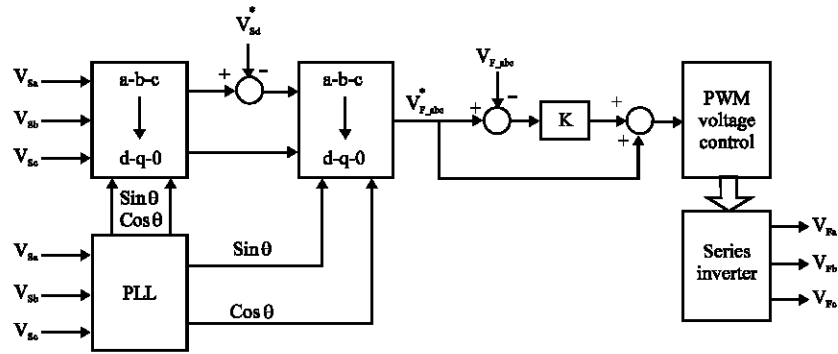 V*Sd
VSa
VSb
VSc
a-b-c
d-q-0
+
−
a-b-c
d-q-0
V*F_abc
VF_abc
+
−
K
+
+
PWM
voltage
control
Sinθ
Cosθ
VSa
VSb
VSc
PLL
Sinθ
Cosθ
Series
inverter
VFa
VFb
VFc